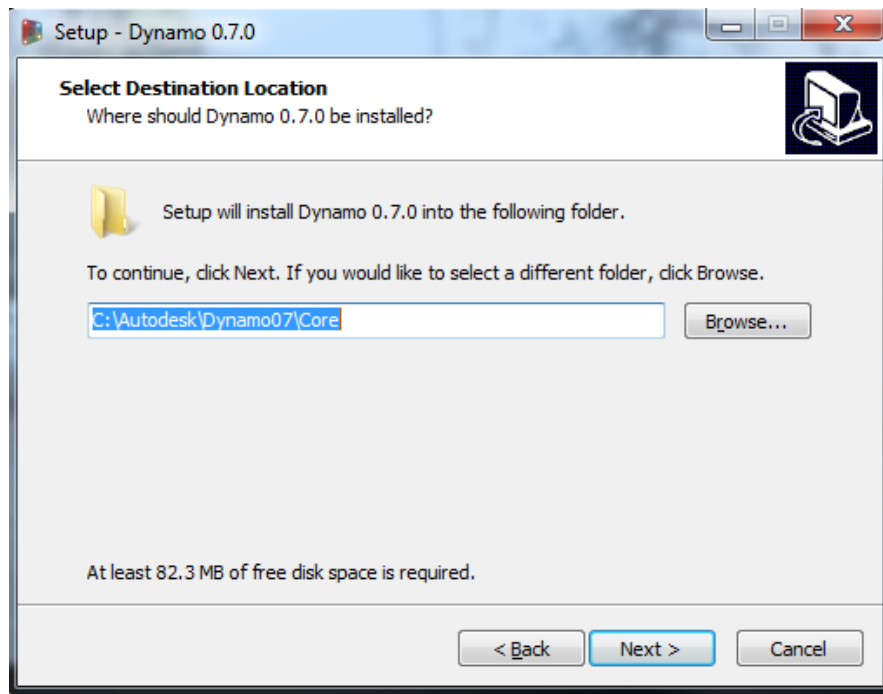 Setup - Dynamo 0.7.0
Select Destination Location
Where should Dynamo 0.7.0 be installed?
Setup will install Dynamo 0.7.0 into the following folder.
To continue, click Next. If you would like to select a different folder, click Browse.
C:\Autodesk\Dynamo07\Core
Browse...
At least 82.3 MB of free disk space is required.
< Back
Next >
Cancel